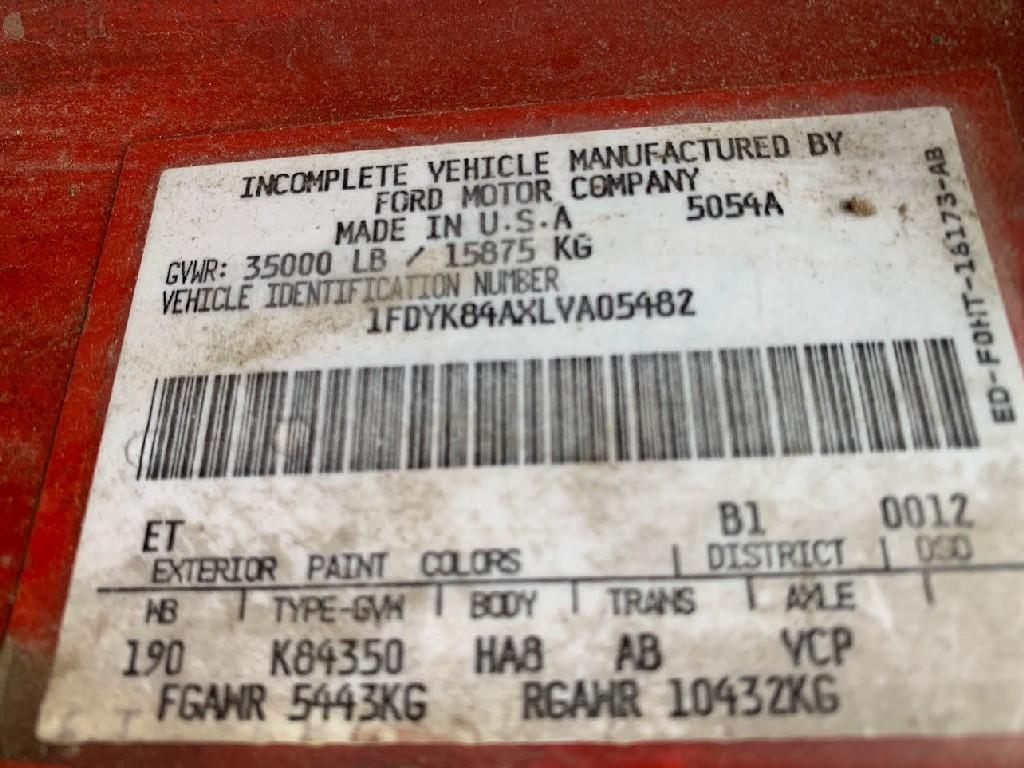 INCOMPLETE VEHICLE MANUFACTURED BY
FORD MOTOR COMPANY
MADE IN U.S.A 5054A
GVWR: 35000 LB / 15875 KG
VEHICLE IDENTIFICATION NUMBER
1FDYK84AXLVA05482
ED-F0HT-16173-AB
ET B1 0012
EXTERIOR PAINT COLORS | DISTRICT | DSO
WB | TYPE-GVW | BODY | TRANS | AXLE |
190 K84350 HA8 AB YCP
FGAWR 5443KG RGAWR 10432KG